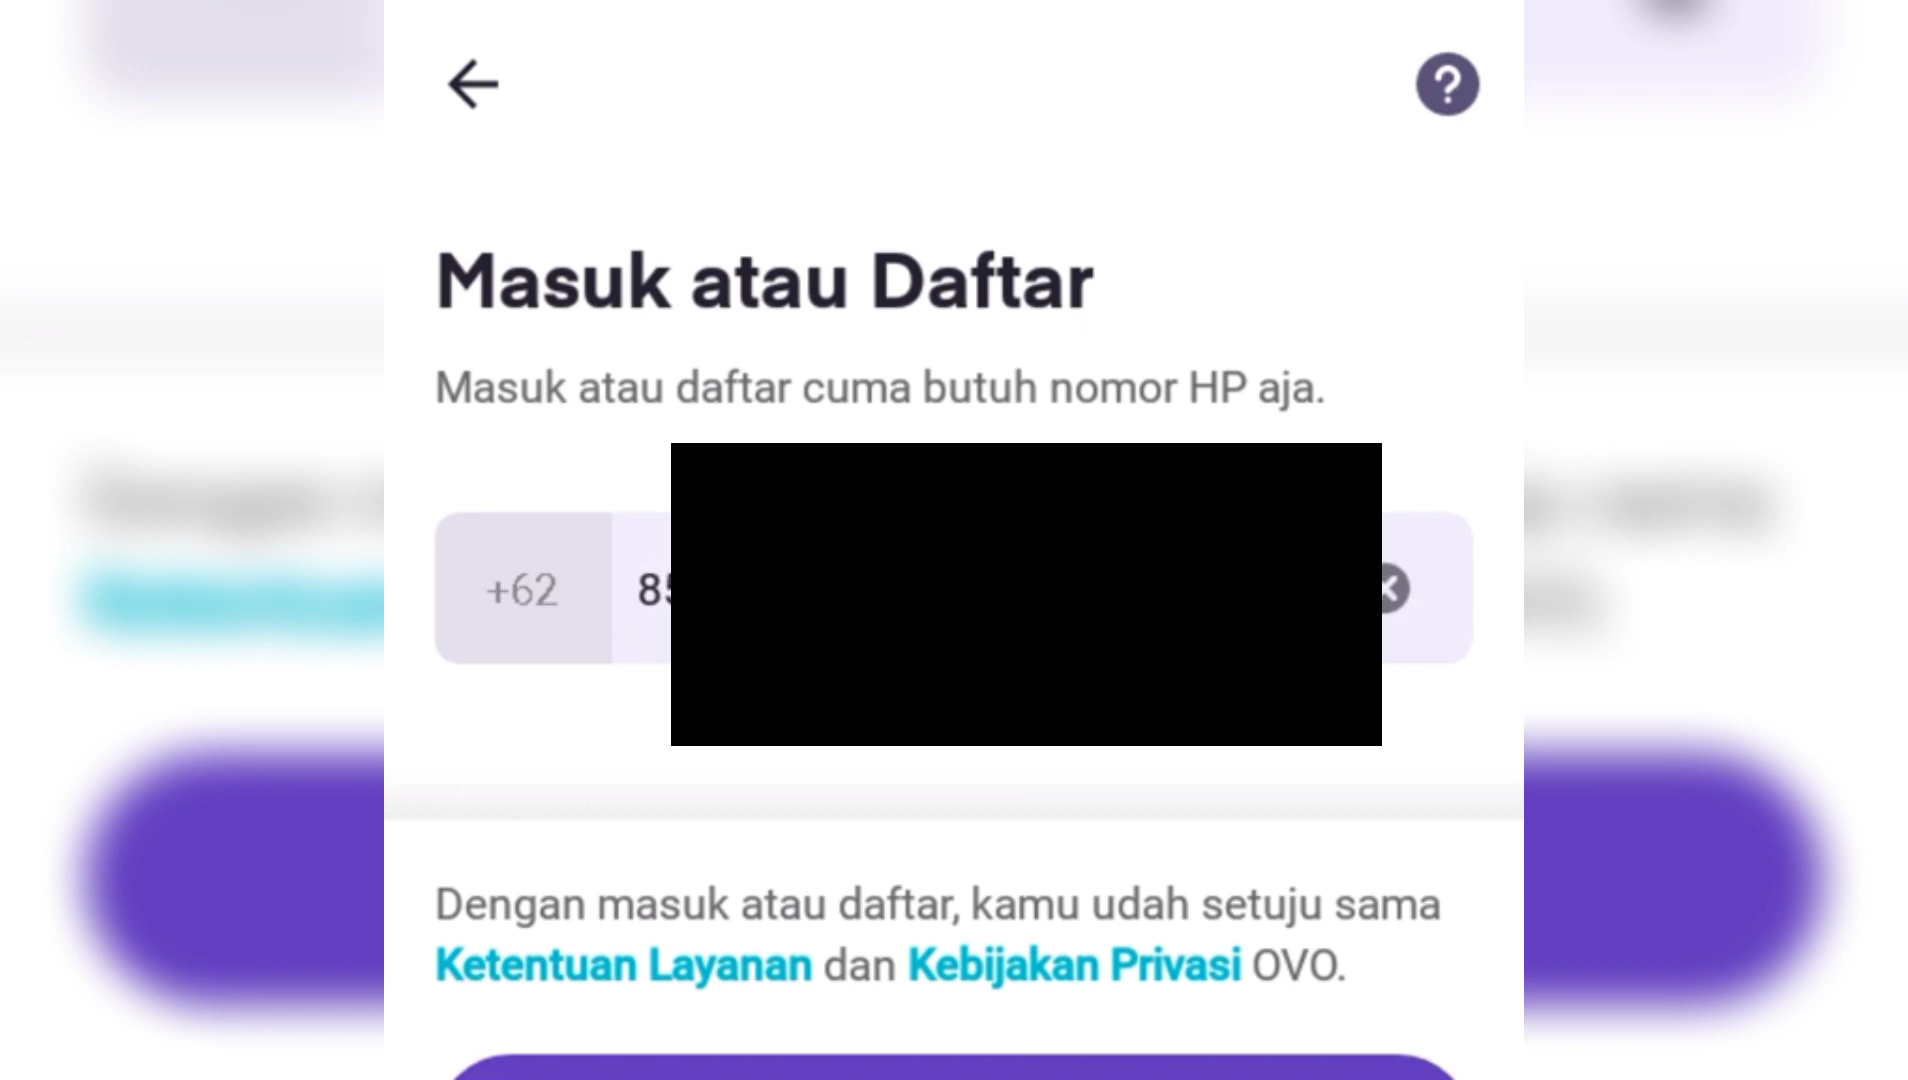 Masuk atau Daftar
Masuk atau daftar cuma butuh nomor HP aja.
+62 85
Dengan masuk atau daftar, kamu udah setuju sama
Ketentuan Layanan dan Kebijakan Privasi OVO.